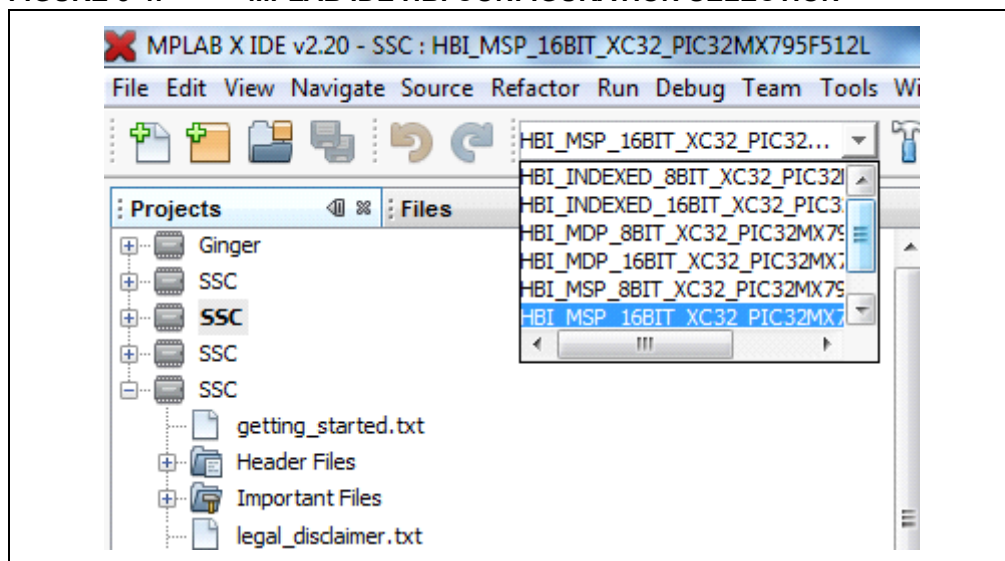 MPLAB X IDE v2.20 - SSC : HBI_MSP_16BIT_XC32_PIC32MX795F512L
File Edit View Navigate Source Refactor Run Debug Team Tools Wi
HBI_MSP_16BIT_XC32_PIC32...
HBI_INDEXED_8BIT_XC32_PIC32
HBI_INDEXED_16BIT_XC32_PIC3
HBI_MDP_8BIT_XC32_PIC32MX79
HBI_MDP_16BIT_XC32_PIC32MX7
HBI_MSP_8BIT_XC32_PIC32MX79
HBI_MSP_16BIT_XC32_PIC32MX7
Projects Files
Ginger
SSC
SSC
SSC
SSC
getting_started.txt
Header Files
Important Files
legal_disclaimer.txt